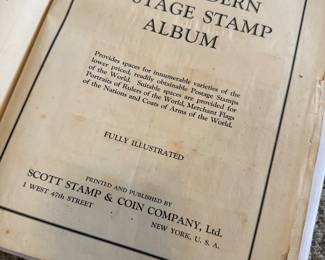 DERN
STAGE STAMP
ALBUM
Provides spaces for innumerable varieties of the
lower priced, readily obtainable Postage Stamps
of the World. Suitable spaces are provided for
Portraits of Rulers of the World, Merchant Flags
of the Nations and Coats of Arms of the World.
FULLY ILLUSTRATED
PRINTED AND PUBLISHED BY
SCOTT STAMP & COIN COMPANY, Ltd.
1 WEST 47th STREET . . NEW YORK, U. S. A.